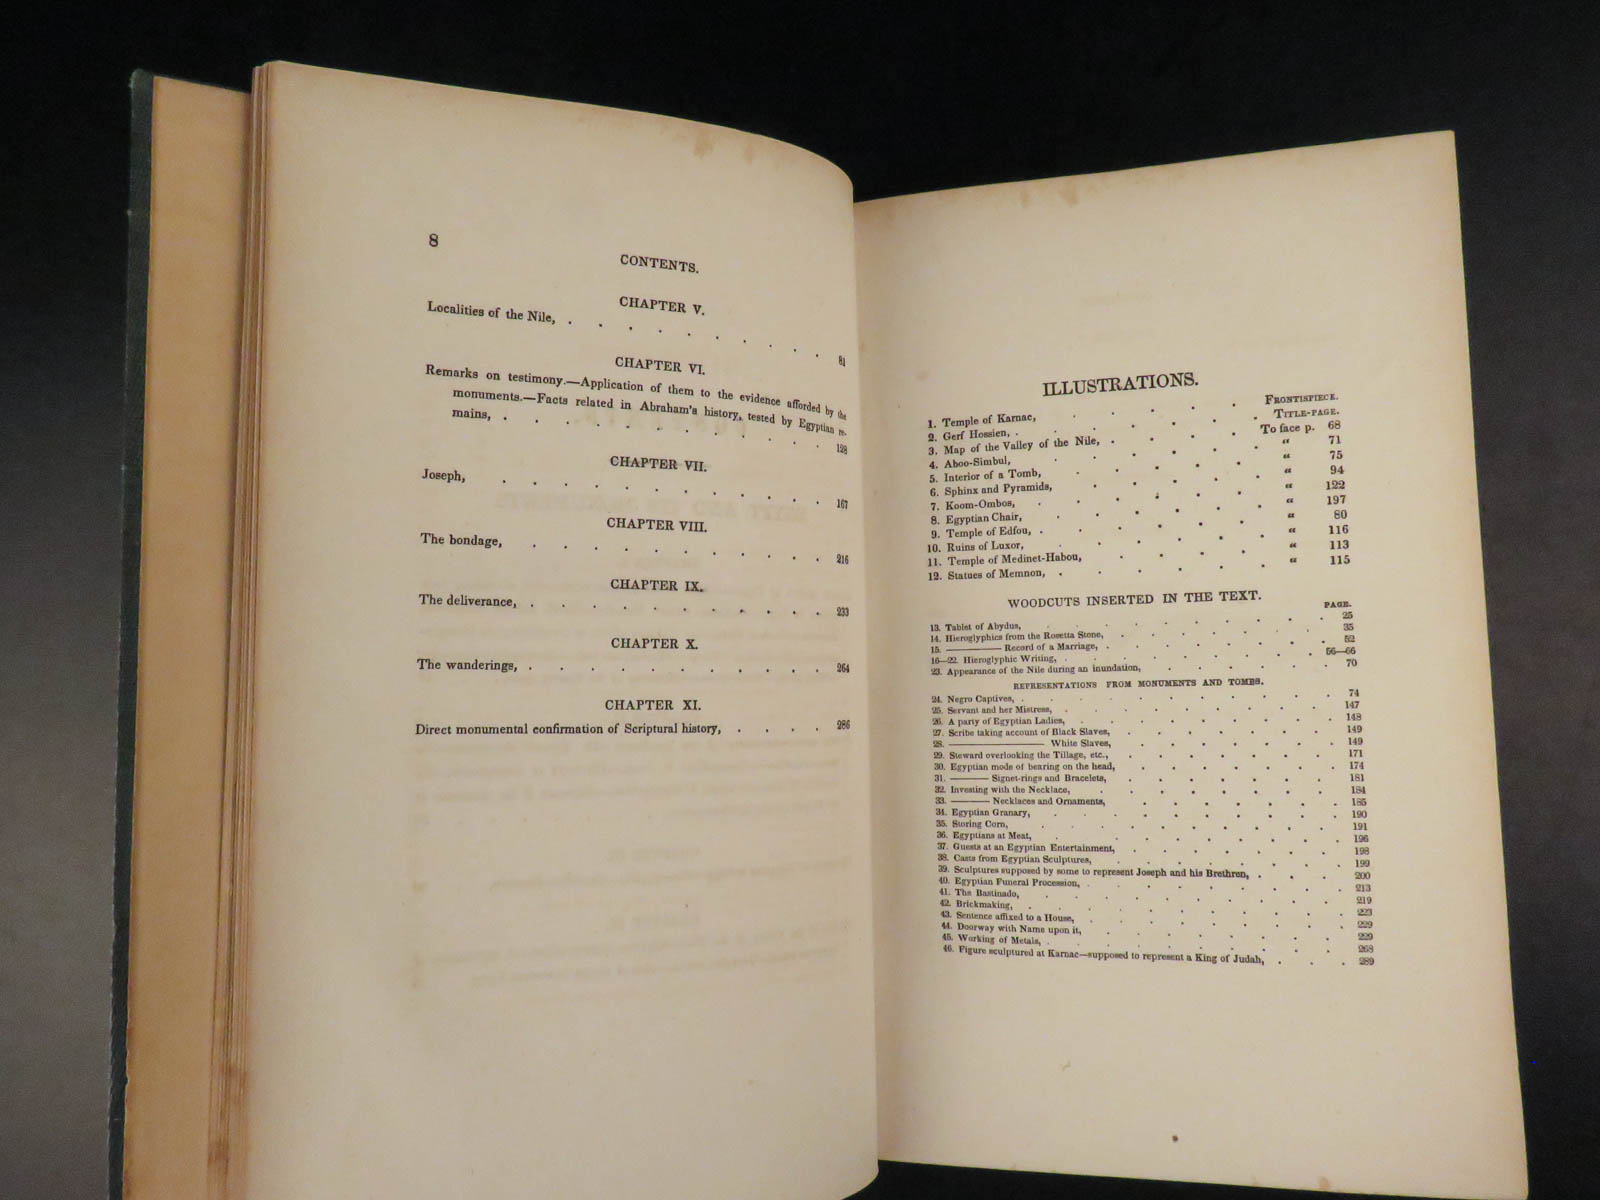 8
CONTENTS.
CHAPTER V.
Localities of the Nile, . . . . . . . . . 81
CHAPTER VI.
Remarks on testimony.—Application of them to the evidence afforded by the
monuments.—Facts related in Abraham's history, tested by Egyptian re-
mains, . . . . . . . . . . . . 128
CHAPTER VII.
Joseph, . . . . . . . . . . . . 167
CHAPTER VIII.
The bondage, . . . . . . . . . . . 216
CHAPTER IX.
The deliverance, . . . . . . . . . . . 233
CHAPTER X.
The wanderings, . . . . . . . . . . . 264
CHAPTER XI.
Direct monumental confirmation of Scriptural history, . . . . 286
ILLUSTRATIONS.
1. Temple of Karnac, . . . . . FRONTISPIECE.
2. Gerf Hossien, . . . . . . TITLE-PAGE.
3. Map of the Valley of the Nile, . . . . To face p. 68
4. Aboo-Simbul, . . . . . “ 71
5. Interior of a Tomb, . . . . . “ 75
6. Sphinx and Pyramids, . . . . . “ 94
7. Koom-Ombos, . . . . . “ 122
8. Egyptian Chair, . . . . . “ 197
9. Temple of Edfou, . . . . . “ 80
10. Ruins of Luxor, . . . . . “ 116
11. Temple of Medinet-Habou, . . . . “ 113
12. Statues of Memnon, . . . . . “ 115
WOODCUTS INSERTED IN THE TEXT.
PAGE.
13. Tablet of Abydus, . . . . . . . . . 25
14. Hieroglyphics from the Rosetta Stone, . . . . . . 35
15. ——— Record of a Marriage, . . . . . . 52
16—22. Hieroglyphic Writing, . . . . . . . . 56—66
23. Appearance of the Nile during an inundation, . . . . . . 70
REPRESENTATIONS FROM MONUMENTS AND TOMBS.
24. Negro Captives, . . . . . . . . . 74
25. Servant and her Mistress, . . . . . . . . 147
26. A party of Egyptian Ladies, . . . . . . . 148
27. Scribe taking account of Black Slaves, . . . . . . 149
28. ——— White Slaves, . . . . . . 149
29. Steward overlooking the Tillage, etc., . . . . . . 171
30. Egyptian mode of bearing on the head, . . . . . . 174
31. ——— Signet-rings and Bracelets, . . . . . . 181
32. Investing with the Necklace, . . . . . . . 184
33. ——— Necklaces and Ornaments, . . . . . . 185
34. Egyptian Granary, . . . . . . . . 190
35. Storing Corn, . . . . . . . . . 191
36. Egyptians at Meat, . . . . . . . . 196
37. Guests at an Egyptian Entertainment, . . . . . . 198
38. Casts from Egyptian Sculptures, . . . . . . . 199
39. Sculptures supposed by some to represent Joseph and his Brethren, . . . 200
40. Egyptian Funeral Procession, . . . . . . . 213
41. The Bastinado, . . . . . . . . . 219
42. Brickmaking, . . . . . . . . . 223
43. Sentence affixed to a House, . . . . . . . 229
44. Doorway with Name upon it, . . . . . . . 229
45. Working of Metals, . . . . . . . . 268
46. Figure sculptured at Karnac—supposed to represent a King of Judah, . . . 289